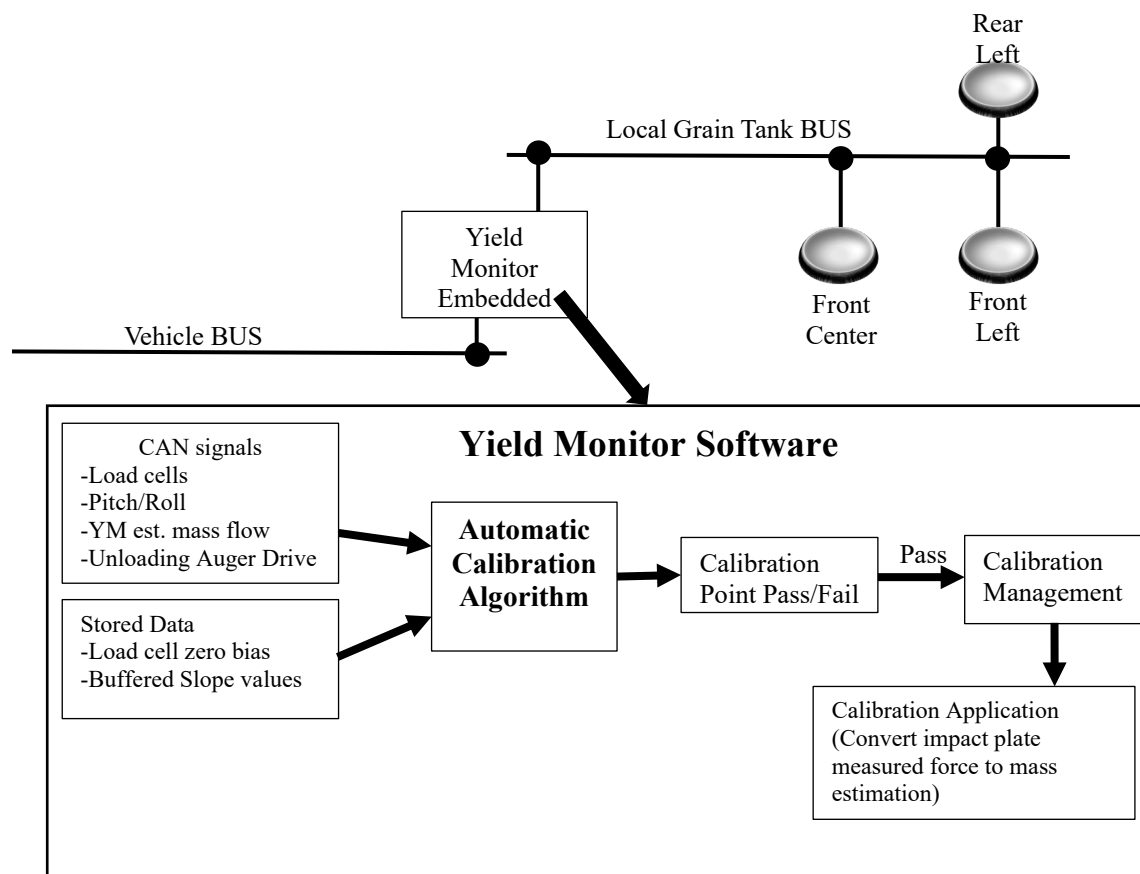 Rear
Left
Local Grain Tank BUS
Yield
Monitor
Embedded
Front
Center
Front
Left
Vehicle BUS
Yield Monitor Software
CAN signals
-Load cells
-Pitch/Roll
-YM est. mass flow
-Unloading Auger Drive
Stored Data
-Load cell zero bias
-Buffered Slope values
Automatic
Calibration
Algorithm
Calibration
Point Pass/Fail
Pass
Calibration
Management
Calibration Application
(Convert impact plate
measured force to mass
estimation)